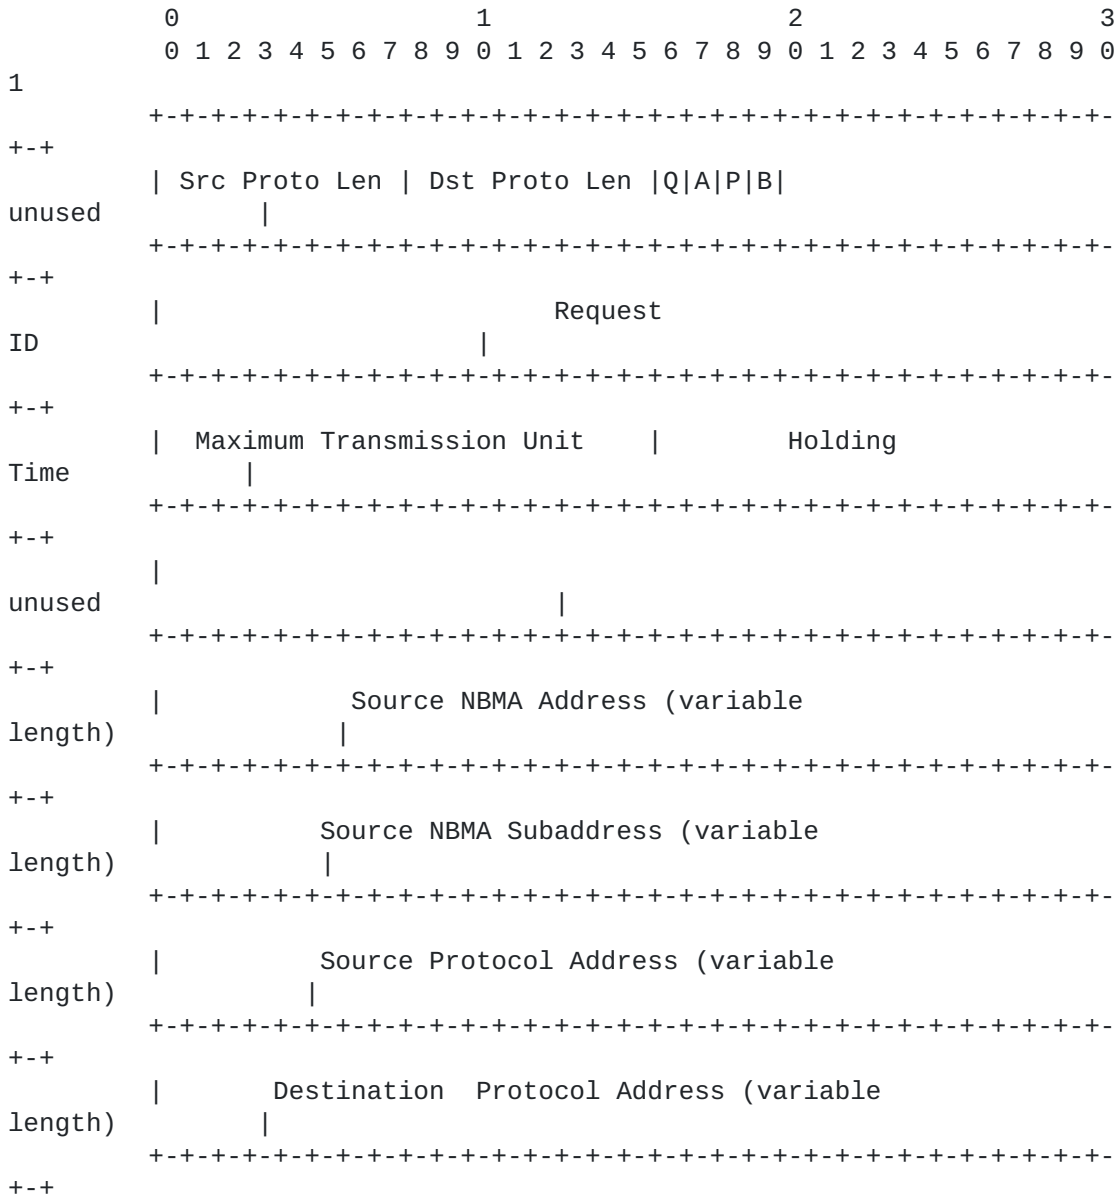 0                   1                   2                   3
0 1 2 3 4 5 6 7 8 9 0 1 2 3 4 5 6 7 8 9 0 1 2 3 4 5 6 7 8 9 0
1
+-+-+-+-+-+-+-+-+-+-+-+-+-+-+-+-+-+-+-+-+-+-+-+-+-+-+-+-+-+-+-
+-+
| Src Proto Len | Dst Proto Len |Q|A|P|B|
unused          |
+-+-+-+-+-+-+-+-+-+-+-+-+-+-+-+-+-+-+-+-+-+-+-+-+-+-+-+-+-+-+-
+-+
|                         Request
ID                            |
+-+-+-+-+-+-+-+-+-+-+-+-+-+-+-+-+-+-+-+-+-+-+-+-+-+-+-+-+-+-+-
+-+
|  Maximum Transmission Unit    |        Holding
Time           |
+-+-+-+-+-+-+-+-+-+-+-+-+-+-+-+-+-+-+-+-+-+-+-+-+-+-+-+-+-+-+-
+-+
|
unused                             |
+-+-+-+-+-+-+-+-+-+-+-+-+-+-+-+-+-+-+-+-+-+-+-+-+-+-+-+-+-+-+-
+-+
|            Source NBMA Address (variable
length)              |
+-+-+-+-+-+-+-+-+-+-+-+-+-+-+-+-+-+-+-+-+-+-+-+-+-+-+-+-+-+-+-
+-+
|          Source NBMA Subaddress (variable
length)             |
+-+-+-+-+-+-+-+-+-+-+-+-+-+-+-+-+-+-+-+-+-+-+-+-+-+-+-+-+-+-+-
+-+
|          Source Protocol Address (variable
length)            |
+-+-+-+-+-+-+-+-+-+-+-+-+-+-+-+-+-+-+-+-+-+-+-+-+-+-+-+-+-+-+-
+-+
|       Destination  Protocol Address (variable
length)         |
+-+-+-+-+-+-+-+-+-+-+-+-+-+-+-+-+-+-+-+-+-+-+-+-+-+-+-+-+-+-+-
+-+